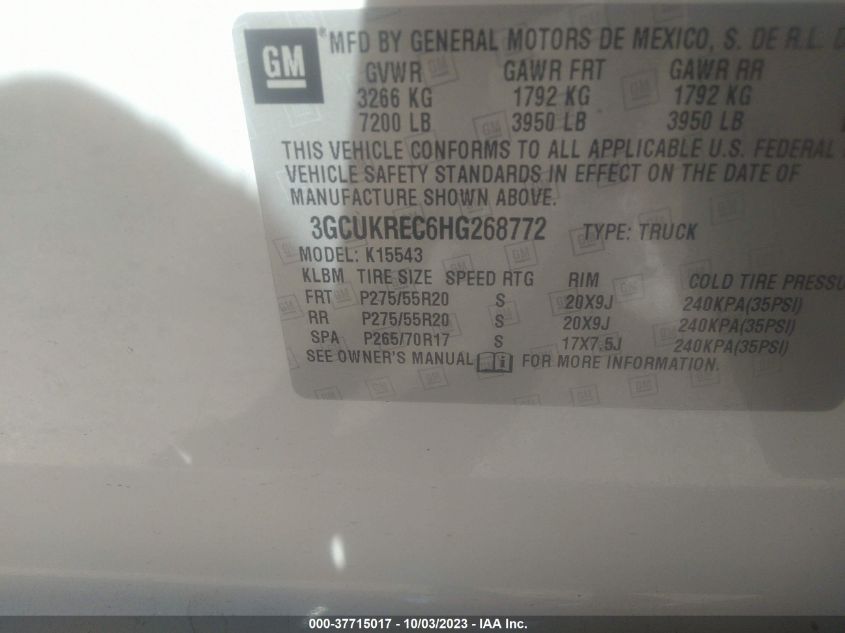 GM ® MFD BY GENERAL MOTORS DE MEXICO, S. DE R.L.
GVWR GAWR FRT GAWR RR
3266 KG 1792 KG 1792 KG
7200 LB 3950 LB 3950 LB
THIS VEHICLE CONFORMS TO ALL APPLICABLE U.S. FEDERAL
VEHICLE SAFETY STANDARDS IN EFFECT ON THE DATE OF
MANUFACTURE SHOWN ABOVE.
3GCUKREC6HG268772 TYPE: TRUCK
MODEL: K15543
KLBM TIRE SIZE SPEED RTG RIM COLD TIRE PRESSU
FRT P275/55R20 S 20X9J 240KPA(35PSI)
RR P275/55R20 S 20X9J 240KPA(35PSI)
SPA P265/70R17 S 17X7.5J 240KPA(35PSI)
SEE OWNER'S MANUAL FOR MORE INFORMATION.
000-37715017 - 10/03/2023 - IAA Inc.